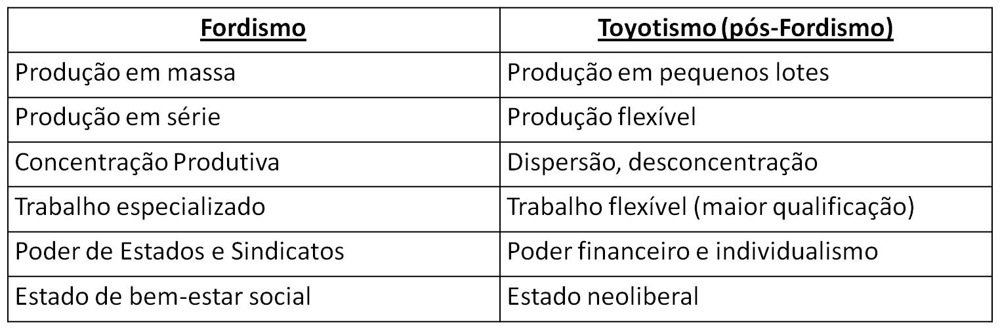 Fordismo
Toyotismo (pós-Fordismo)
Produção em massa
Produção em pequenos lotes
Produção em série
Produção flexível
Concentração Produtiva
Dispersão, desconcentração
Trabalho especializado
Trabalho flexível (maior qualificação)
Poder de Estados e Sindicatos
Poder financeiro e individualismo
Estado de bem-estar social
Estado neoliberal